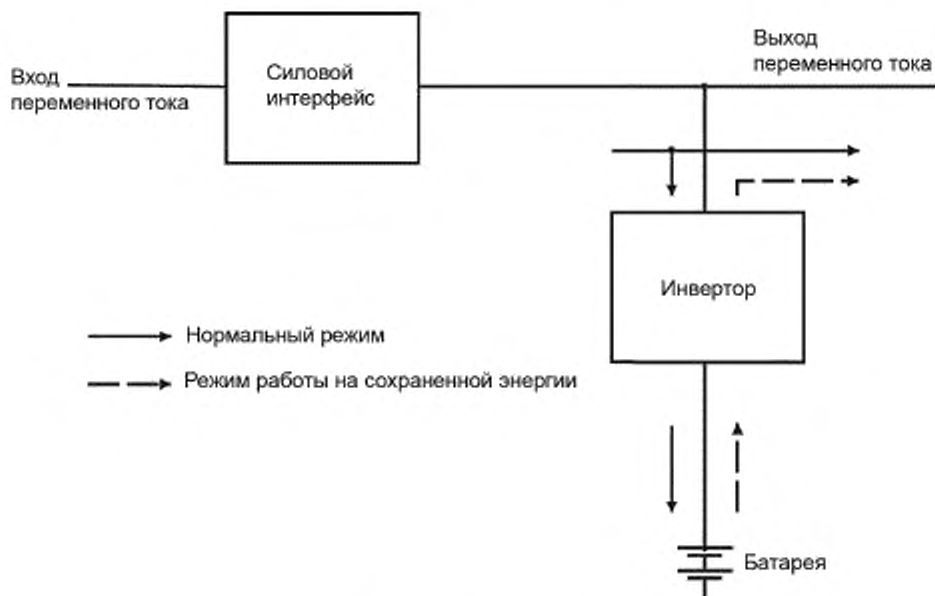 Вход
переменного тока
Силовой
интерфейс
Выход
переменного тока
Инвертор
Нормальный режим
Режим работы на сохраненной энергии
Батарея